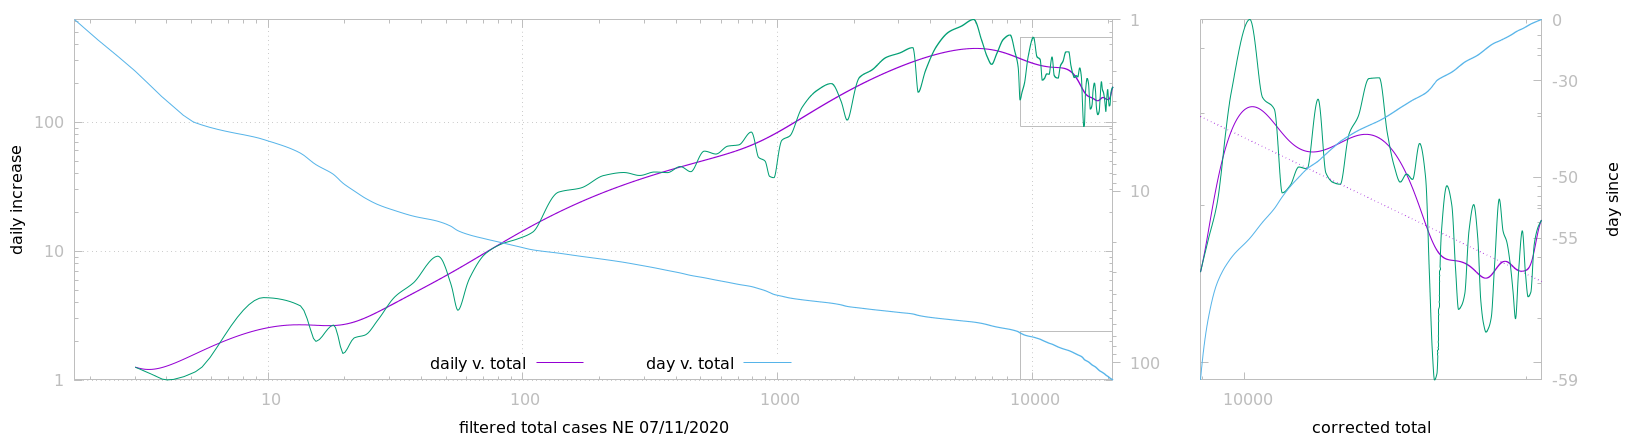 daily increase
100
10
1
daily v. total
day v. total
10
100
1000
10000
filtered total cases NE 07/11/2020
1
10
100
10000
corrected total
0
-30
-50
-55
-59
day since